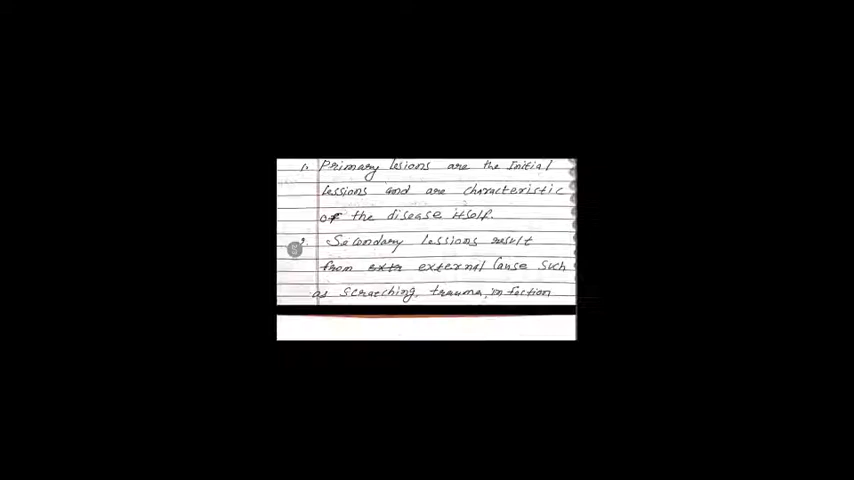 1. Primary lesions are the Initial
lessions and are characteristic
of the disease itself.
2. Secondary lessions result
from extr external Cause Such
as scratching, trauma, infection